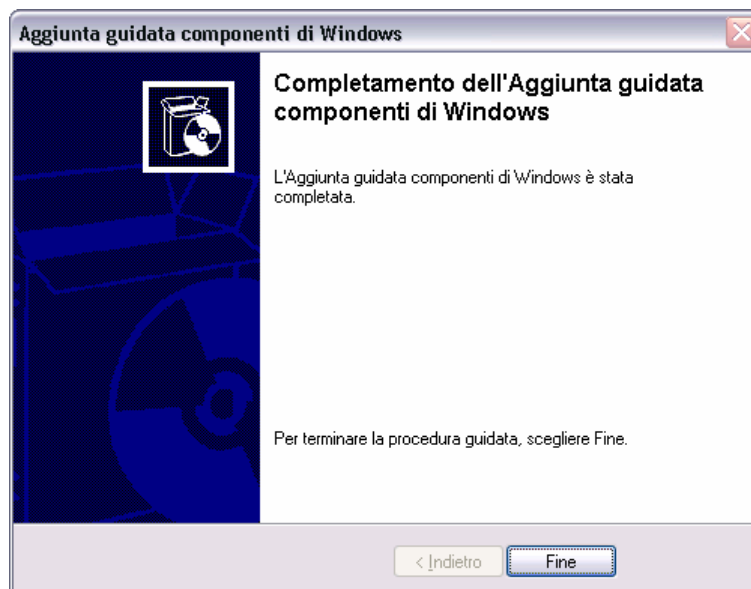 Aggiunta guidata componenti di Windows
Completamento dell'Aggiunta guidata
componenti di Windows
L'Aggiunta guidata componenti di Windows è stata
completata.
Per terminare la procedura guidata, scegliere Fine.
< Indietro
Fine